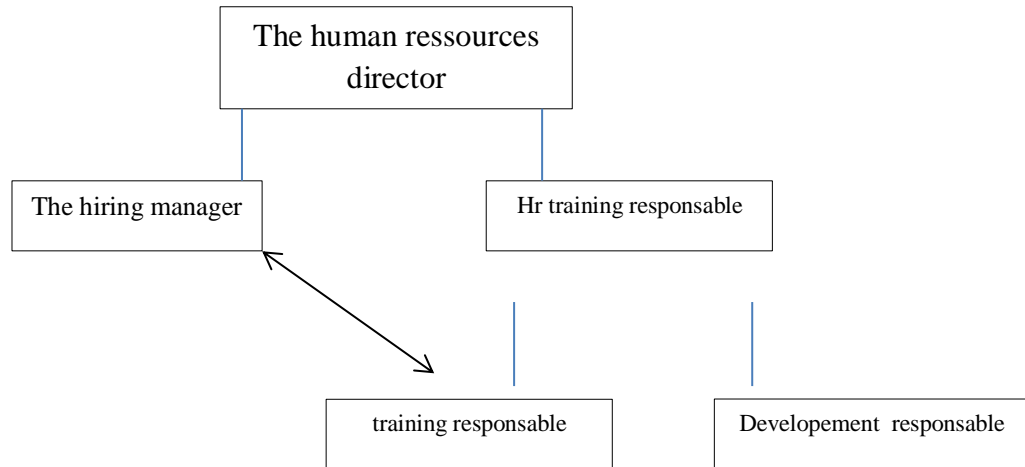 The human ressources
director
The hiring manager
Hr training responsable
training responsable
Developement responsable